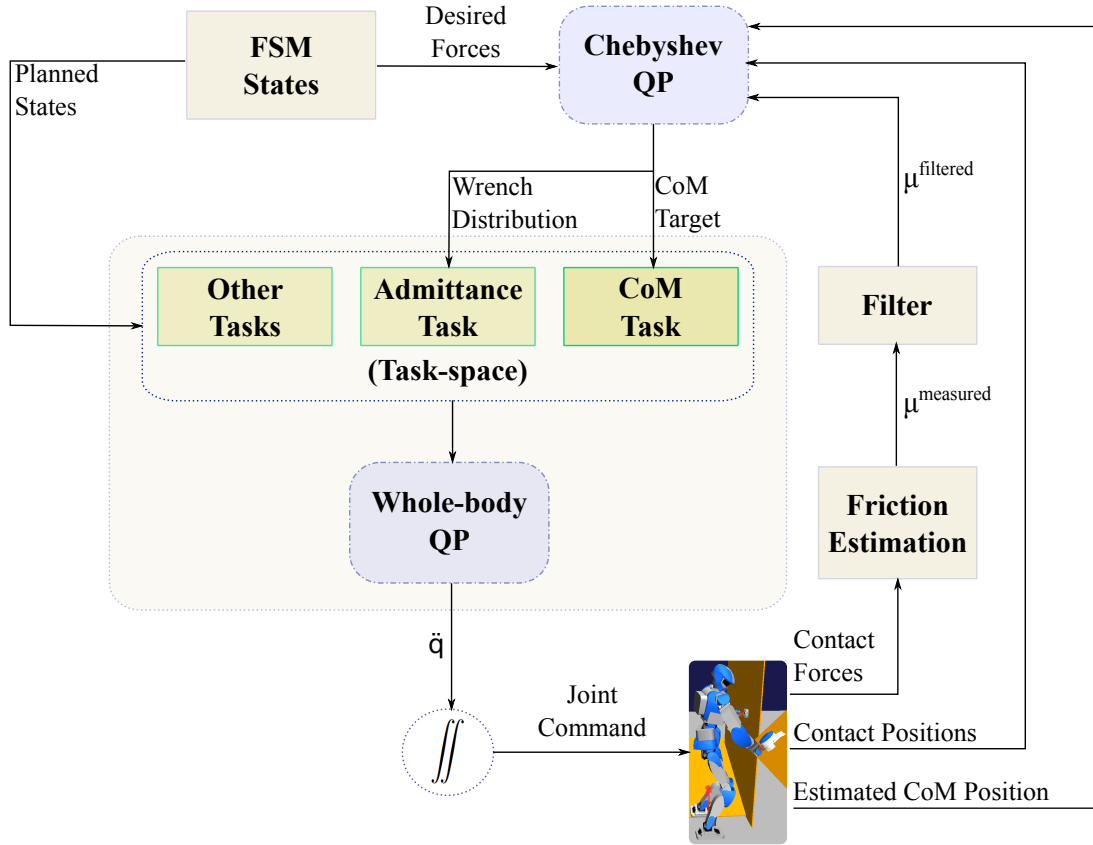 FSM
States
Desired
Forces
Chebyshev
QP
Planned
States
Wrench
Distribution
CoM
Target
μfiltered
Other
Tasks
Admittance
Task
CoM
Task
(Task-space)
Filter
μmeasured
Whole-body
QP
Friction
Estimation
q̈
∬
Joint
Command
Contact
Forces
Contact Positions
Estimated CoM Position